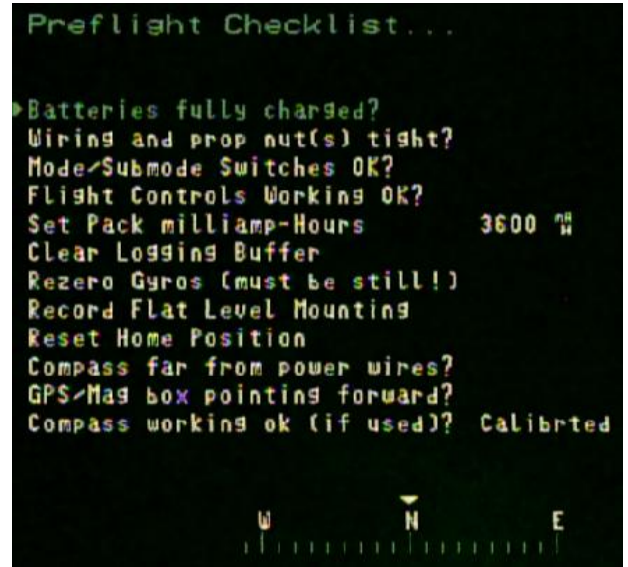 Preflight Checklist...
Batteries fully charged?
Wiring and prop nut(s) tight?
Mode/Submode Switches OK?
Flight Controls Working OK?
Set Pack milliamp-Hours 3600 mAH
Clear Logging Buffer
Rezero Gyros (must be still!)
Record Flat Level Mounting
Reset Home Position
Compass far from power wires?
GPS/Mag box pointing forward?
Compass working ok (if used)? Calibrted
W N E